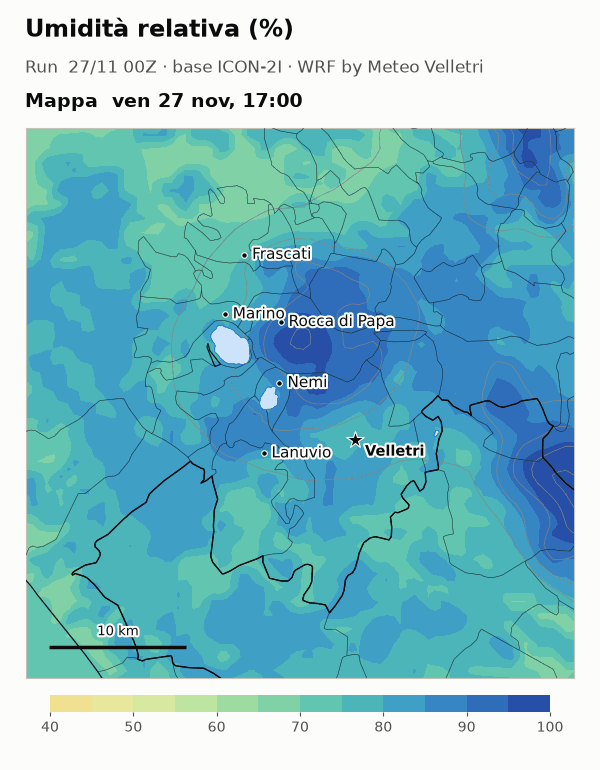 Umidità relativa (%)
Run  27/11 00Z · base ICON-2I · WRF by Meteo Velletri
Mappa  ven 27 nov, 17:00
Frascati
Marino
Rocca di Papa
Nemi
Velletri
Lanuvio
10 km
40 50 60 70 80 90 100